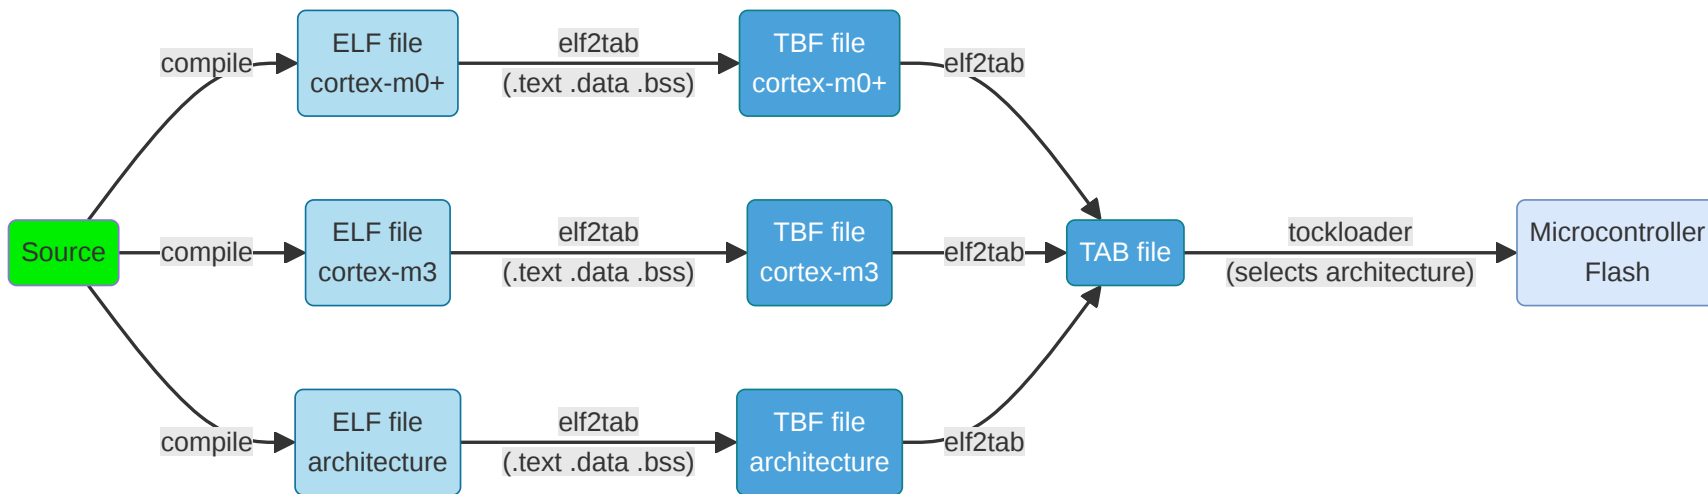 compile
ELF file
cortex-m0+
elf2tab
(.text .data .bss)
TBF file
cortex-m0+
elf2tab
Source
compile
ELF file
cortex-m3
elf2tab
(.text .data .bss)
TBF file
cortex-m3
elf2tab
TAB file
tockloader
(selects architecture)
Microcontroller
Flash
compile
ELF file
architecture
elf2tab
(.text .data .bss)
TBF file
architecture
elf2tab